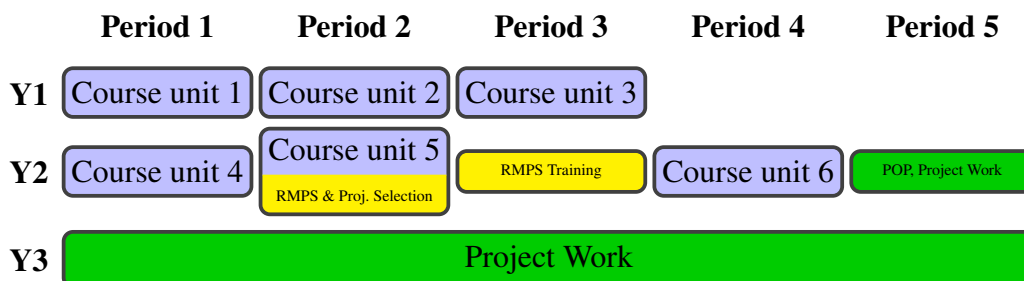 Period 1 Period 2 Period 3 Period 4 Period 5
Y1 Course unit 1 Course unit 2 Course unit 3
Y2 Course unit 4 Course unit 5 RMPS & Proj. Selection RMPS Training Course unit 6 POP, Project Work
Y3 Project Work